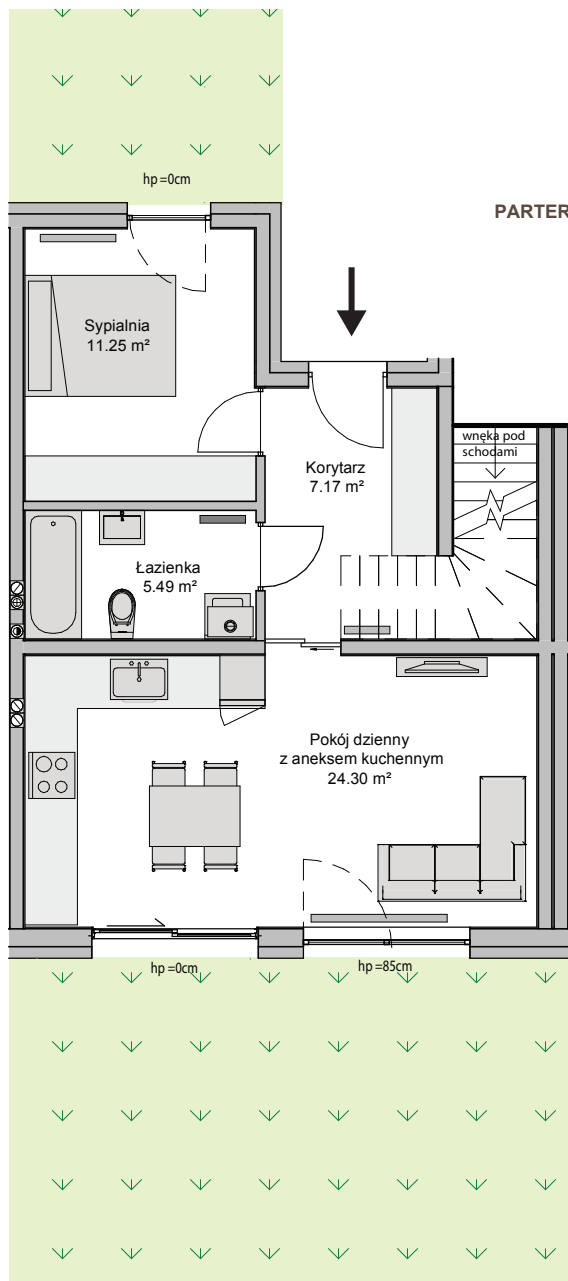 hp =0cm
PARTER
Sypialnia
11.25 m²
wnęka pod
schodami
Korytarz
7.17 m²
Łazienka
5.49 m²
Pokój dzienny
z aneksem kuchennym
24.30 m²
hp =0cm
hp =85cm